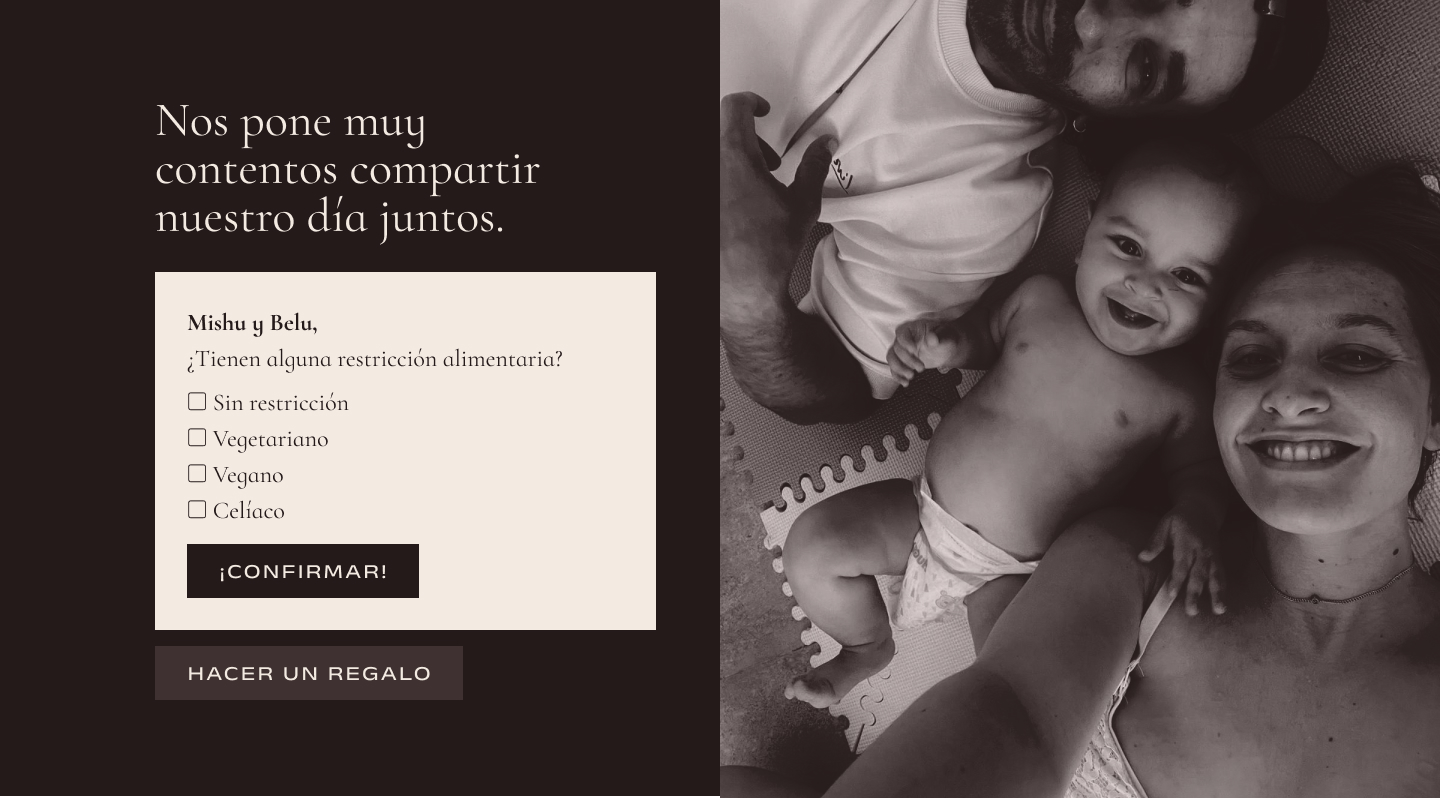 Nos pone muy
contentos compartir
nuestro día juntos.
Mishu y Belu,
¿Tienen alguna restricción alimentaria?
Sin restricción
Vegetariano
Vegano
Celíaco
¡CONFIRMAR!
HACER UN REGALO